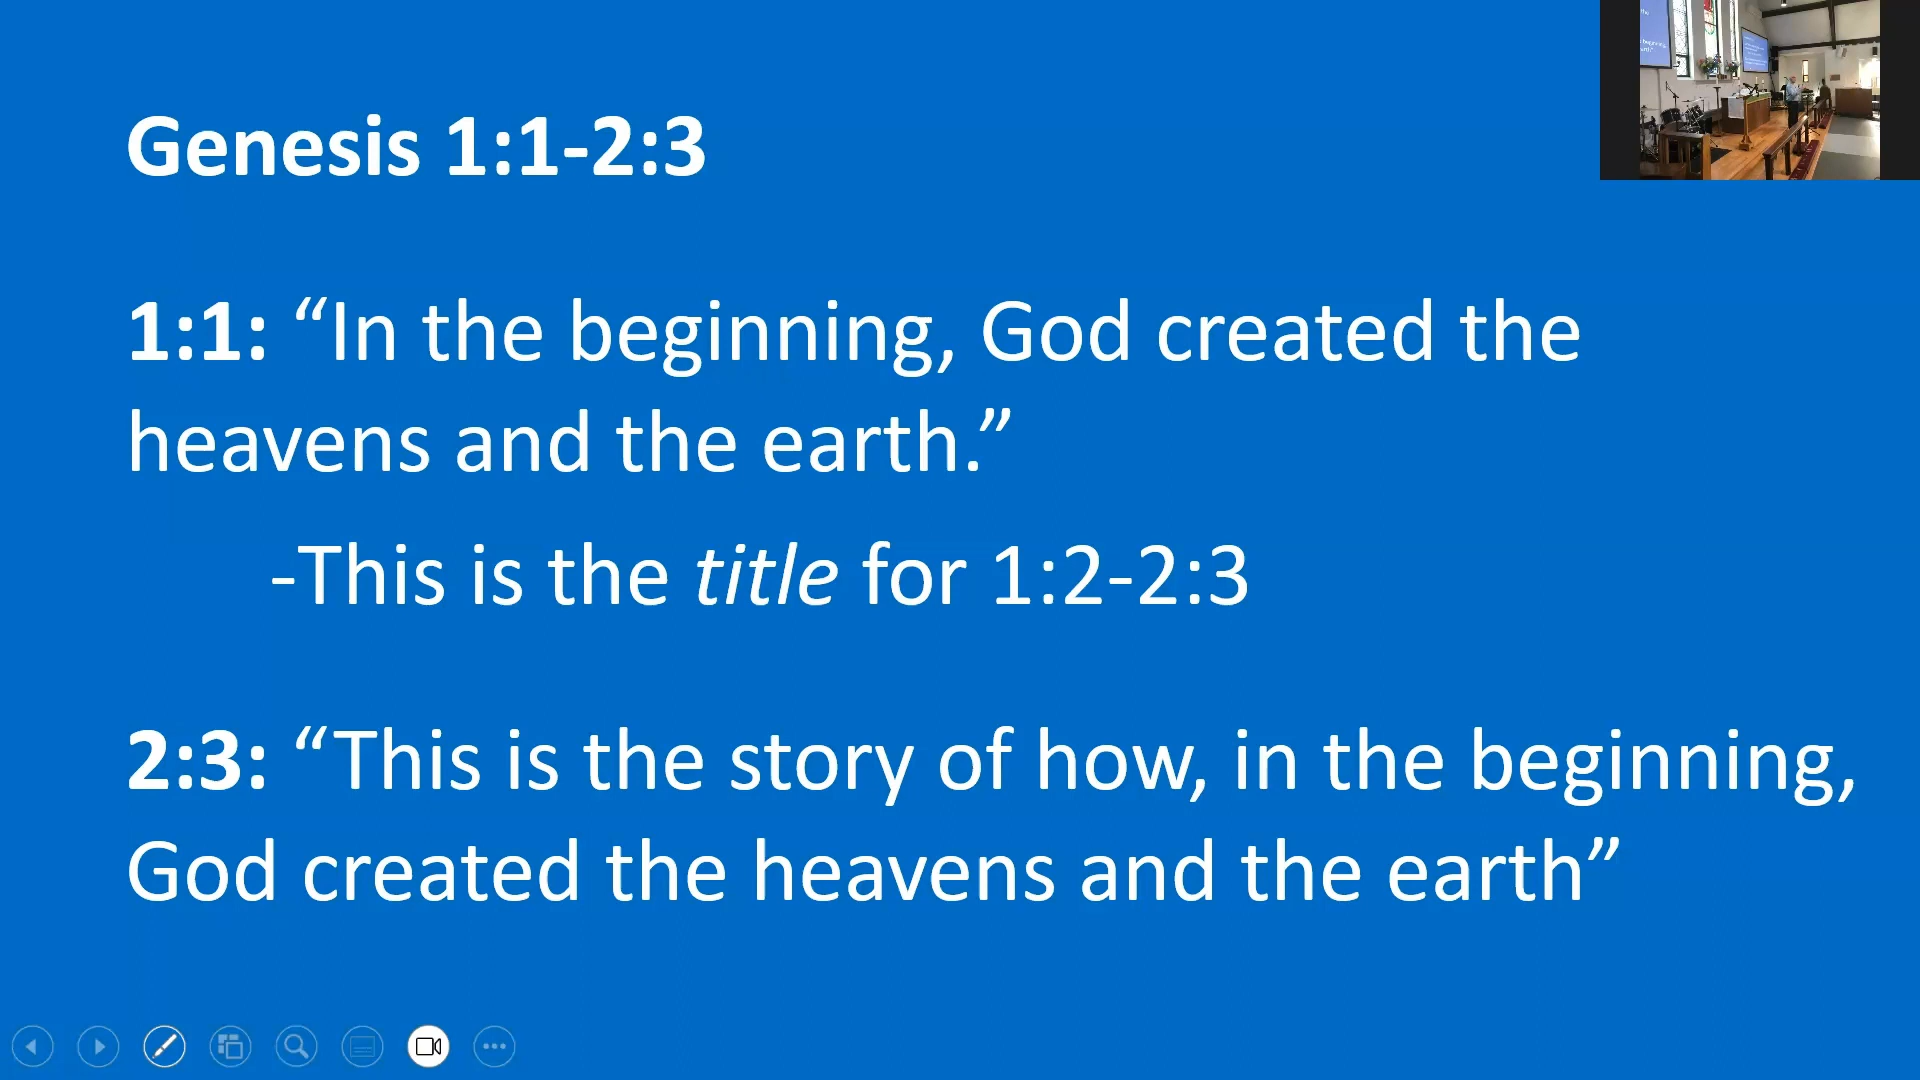 Genesis 1:1-2:3
1:1: “In the beginning, God created the
heavens and the earth.”
-This is the title for 1:2-2:3
2:3: “This is the story of how, in the beginning,
God created the heavens and the earth”